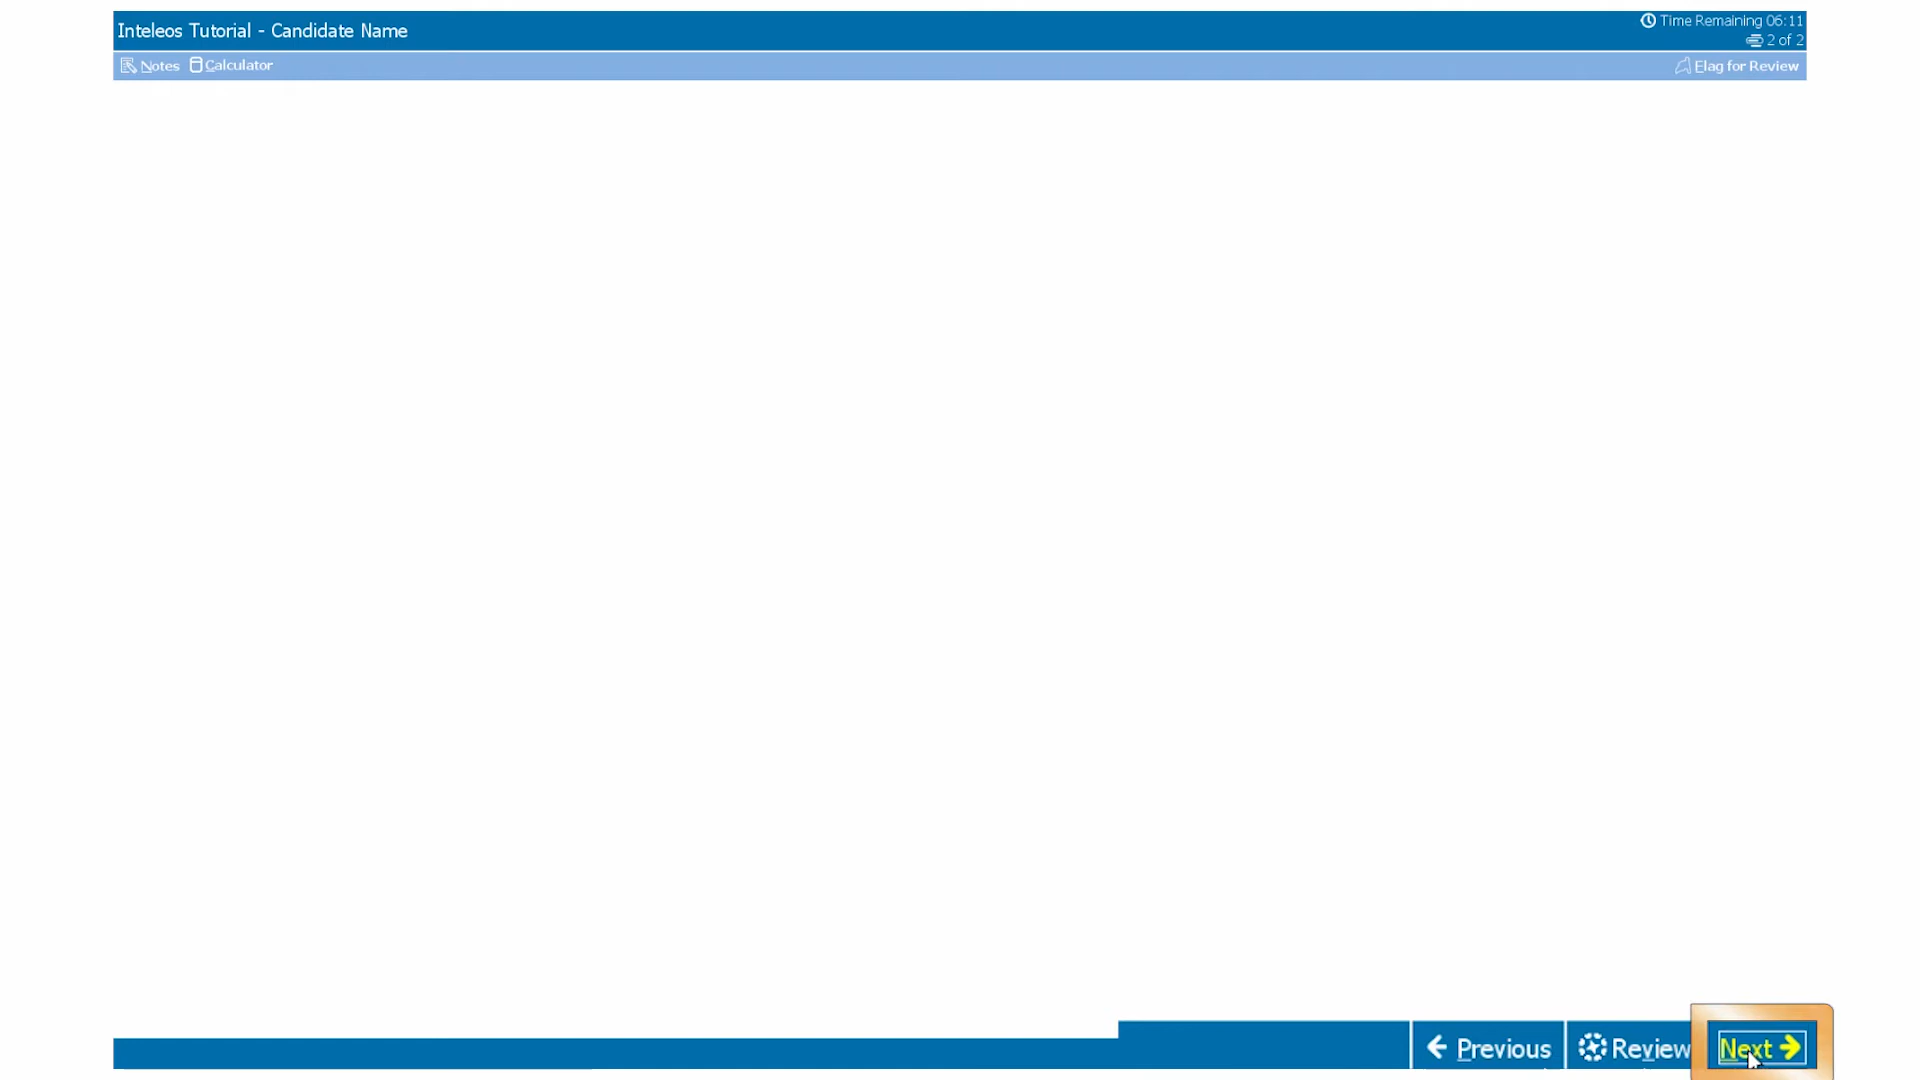 Inteleos Tutorial - Candidate Name
Time Remaining 06:11
2 of 2
Notes Calculator
Flag for Review
Previous Review Next